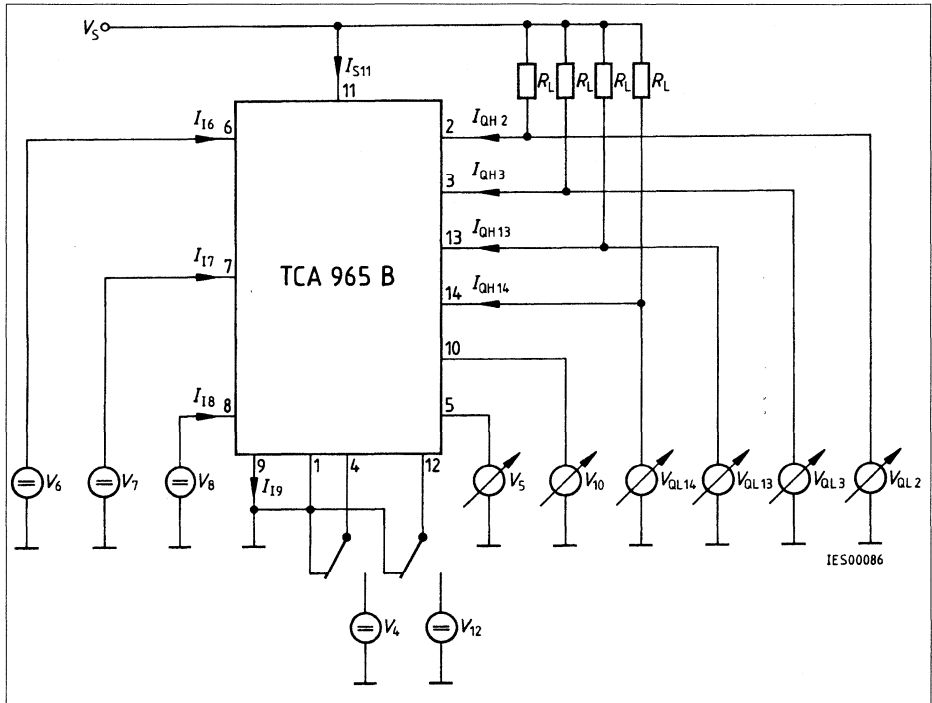 V_S
I_S11
11
R_L R_L R_L R_L
I_I6 6
2 I_QH2
3 I_QH3
I_I7 7
TCA 965 B
13 I_QH13
14 I_QH14
10
I_I8 8
5
9 1 4 12
I_I9
V_6 V_7 V_8 V_5 V_10 V_QL14 V_QL13 V_QL3 V_QL2
IES00086
V_4 V_12